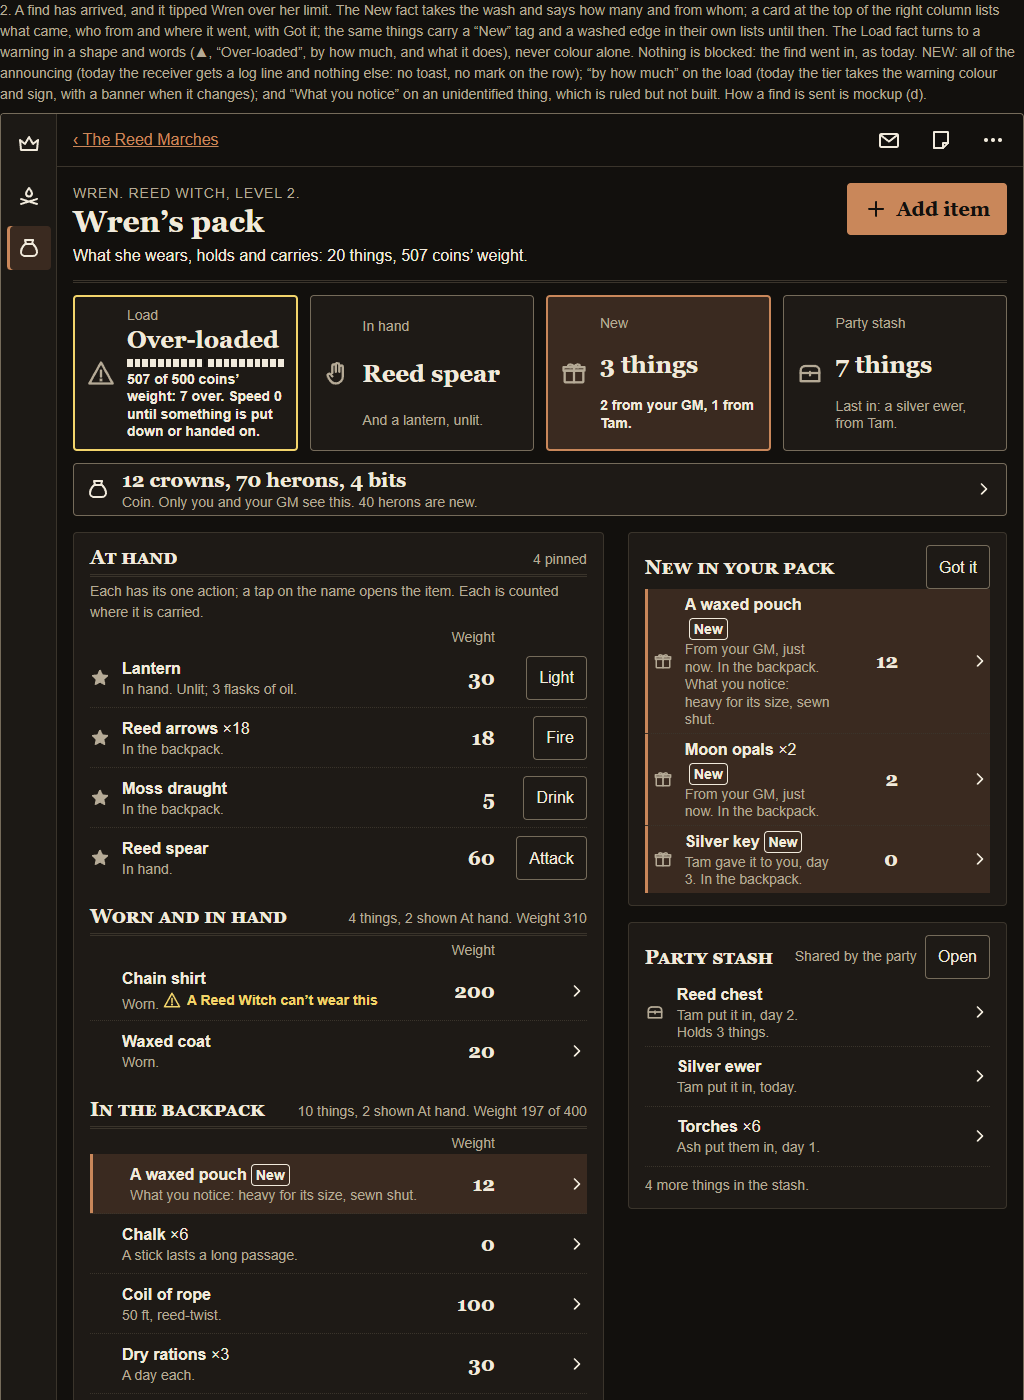 2. A find has arrived, and it tipped Wren over her limit. The New fact takes the wash and says how many and from whom; a card at the top of the right column lists
what came, who from and where it went, with Got it; the same things carry a “New” tag and a washed edge in their own lists until then. The Load fact turns to a
warning in a shape and words (▲, “Over-loaded”, by how much, and what it does), never colour alone. Nothing is blocked: the find went in, as today. NEW: all of the
announcing (today the receiver gets a log line and nothing else: no toast, no mark on the row); “by how much” on the load (today the tier takes the warning colour
and sign, with a banner when it changes); and “What you notice” on an unidentified thing, which is ruled but not built. How a find is sent is mockup (d).
‹ The Reed Marches
WREN. REED WITCH, LEVEL 2.
Wren’s pack
What she wears, holds and carries: 20 things, 507 coins’ weight.
+ Add item
Load
Over-loaded
507 of 500 coins’
weight: 7 over. Speed 0
until something is put
down or handed on.
In hand
Reed spear
And a lantern, unlit.
New
3 things
2 from your GM, 1 from
Tam.
Party stash
7 things
Last in: a silver ewer,
from Tam.
12 crowns, 70 herons, 4 bits
Coin. Only you and your GM see this. 40 herons are new.
At hand
4 pinned
Each has its one action; a tap on the name opens the item. Each is counted
where it is carried.
Weight
Lantern
In hand. Unlit; 3 flasks of oil.
30
Light
Reed arrows ×18
In the backpack.
18
Fire
Moss draught
In the backpack.
5
Drink
Reed spear
In hand.
60
Attack
Worn and in hand
4 things, 2 shown At hand. Weight 310
Weight
Chain shirt
Worn. A Reed Witch can’t wear this
200
Waxed coat
Worn.
20
In the backpack
10 things, 2 shown At hand. Weight 197 of 400
Weight
A waxed pouch New
What you notice: heavy for its size, sewn shut.
12
Chalk ×6
A stick lasts a long passage.
0
Coil of rope
50 ft, reed-twist.
100
Dry rations ×3
A day each.
30
New in your pack
Got it
A waxed pouch
New
From your GM, just
now. In the backpack.
What you notice:
heavy for its size, sewn
shut.
12
Moon opals ×2
New
From your GM, just
now. In the backpack.
2
Silver key New
Tam gave it to you, day
3. In the backpack.
0
Party stash
Shared by the party
Open
Reed chest
Tam put it in, day 2.
Holds 3 things.
Silver ewer
Tam put it in, today.
Torches ×6
Ash put them in, day 1.
4 more things in the stash.